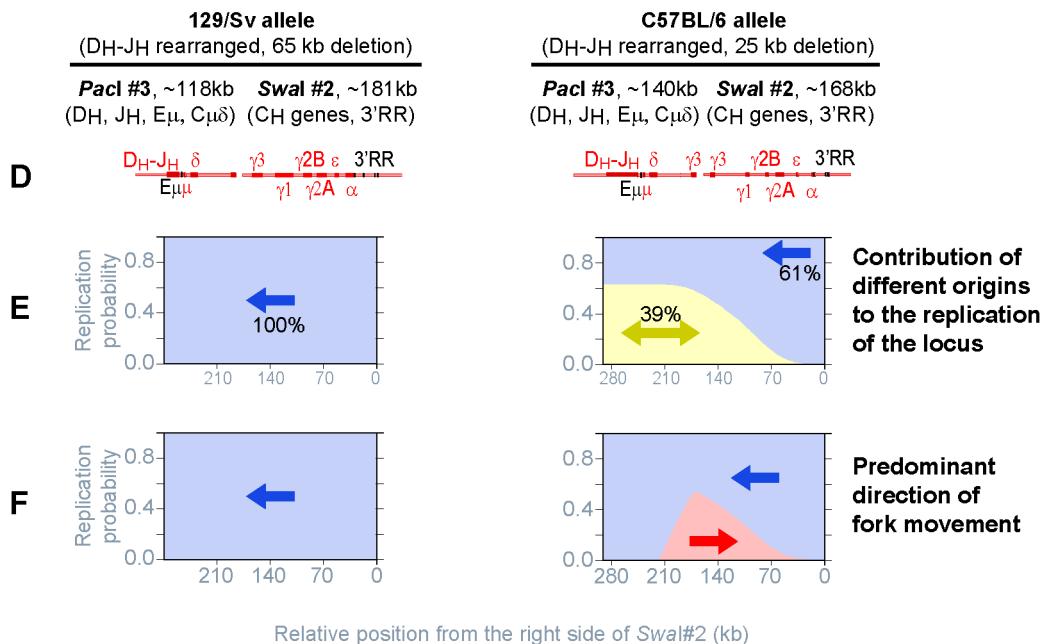 129/Sv allele
(DH-JH rearranged, 65 kb deletion)
PacI #3, ~118kb SwaI #2, ~181kb
(DH, JH, Eμ, Cμδ) (CH genes, 3'RR)
C57BL/6 allele
(DH-JH rearranged, 25 kb deletion)
PacI #3, ~140kb SwaI #2, ~168kb
(DH, JH, Eμ, Cμδ) (CH genes, 3'RR)
D
DH-JH δ γ3 γ2B ε 3'RR
Eμμ γ1 γ2A α
DH-JH δ γ3 γ3 γ2B ε 3'RR
Eμμ γ1 γ2A α
E
Replication
probability
0.8
0.4
0.0
100%
210 140 70 0
0.8
0.4
0.0
61%
39%
280 210 140 70 0
Contribution of
different origins
to the replication
of the locus
F
Replication
probability
0.8
0.4
0.0
210 140 70 0
0.8
0.4
0.0
280 210 140 70 0
Predominant
direction of
fork movement
Relative position from the right side of SwaI#2 (kb)